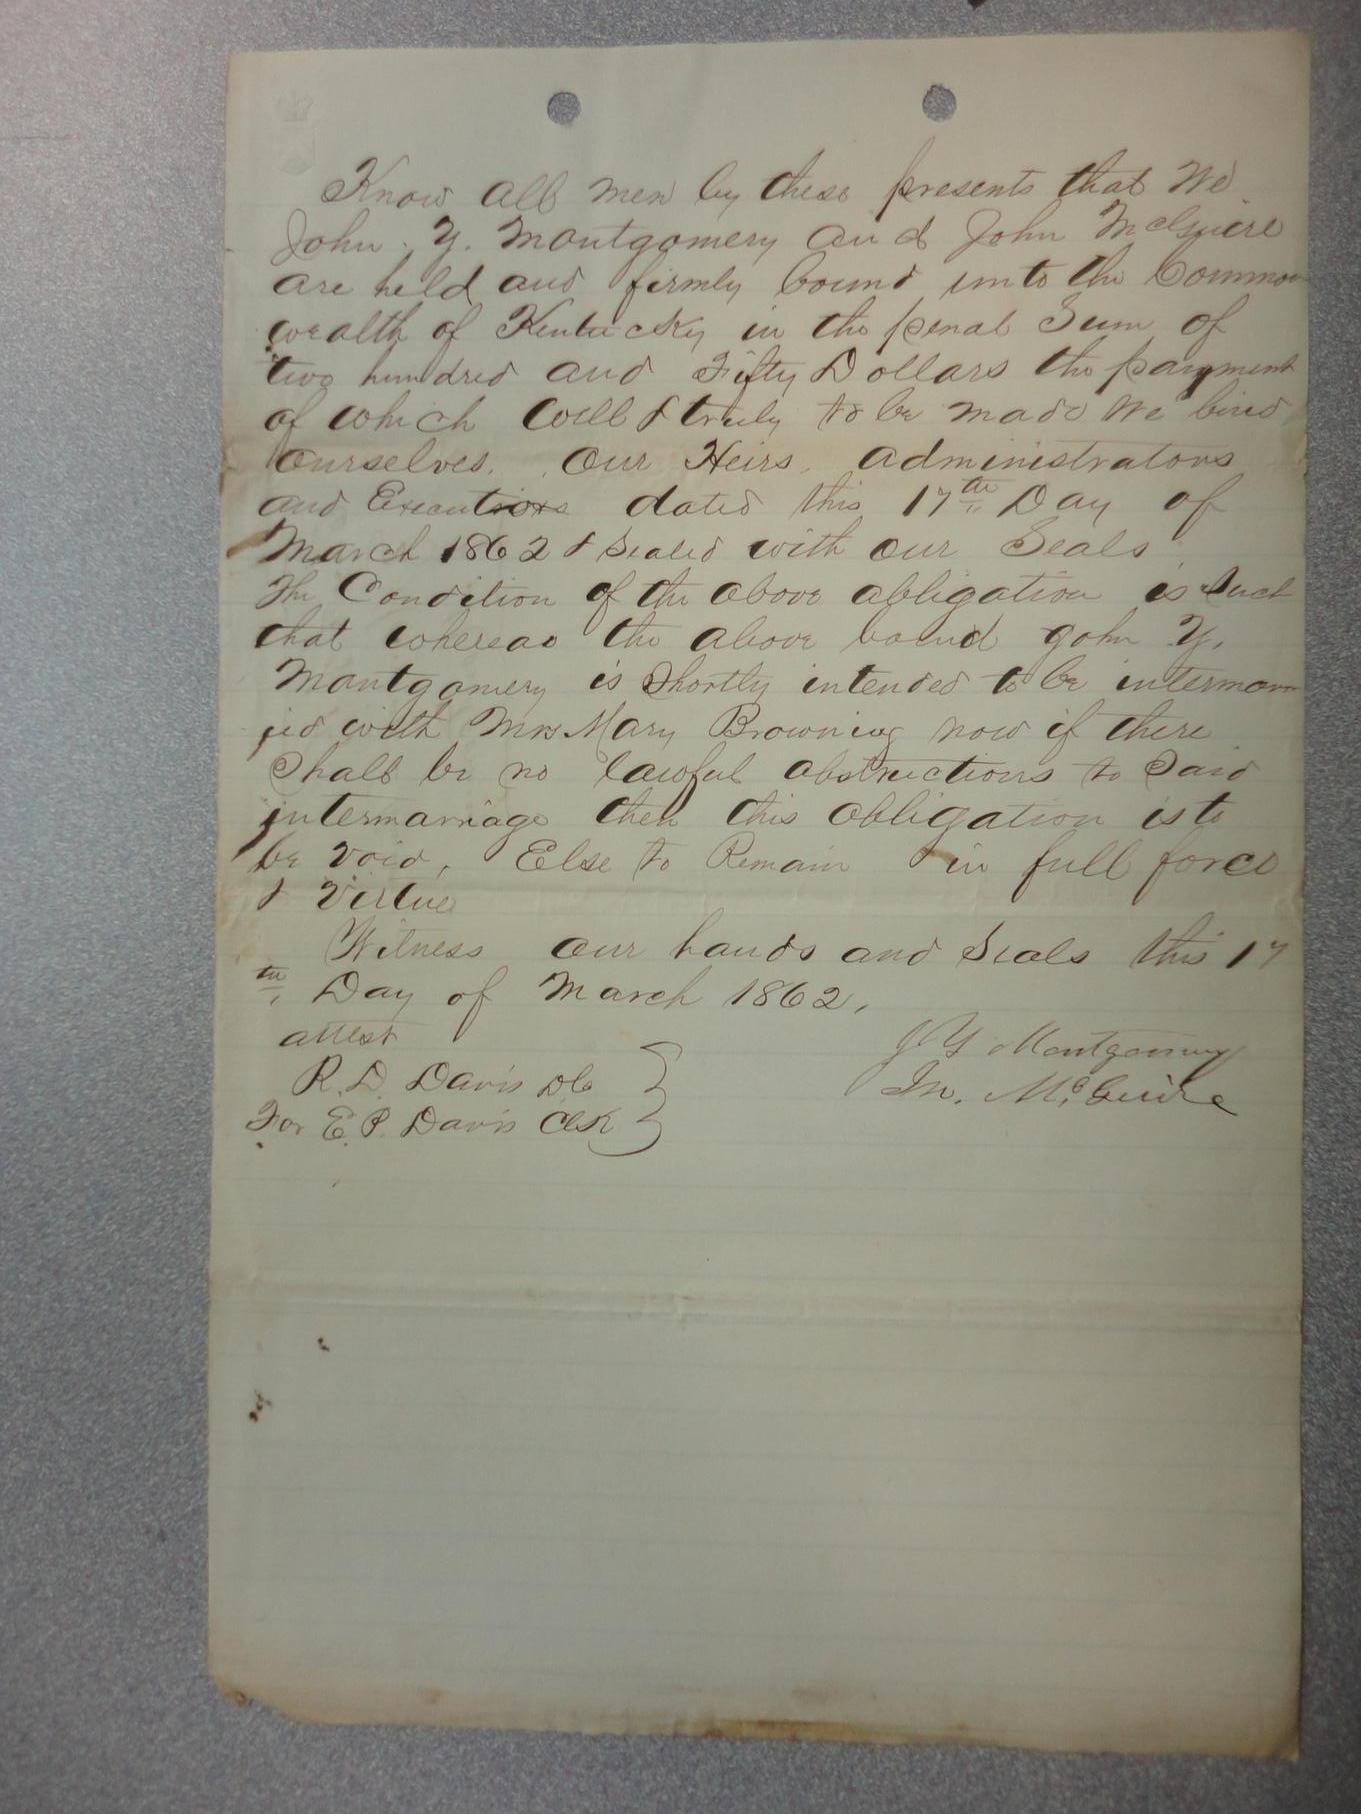 Know all men by these presents that We
John Y. Montgomery and John McGuire
are held and firmly bound unto the Common
wealth of Kentucky in the penal Sum of
two hundred and Fifty Dollars the payment
of which well & truly to be made we bind
ourselves, our Heirs, administrators
and Executiors dated this 17th Day of
March 1862 & Sealed with our Seals
The Condition of the above obligation is Such
that whereas the above bound John Y.
Montgomery is Shortly intended to be intermarr
ied with Mrs Mary Browning now if there
Shall be no lawful obstructions to Said
intermarriage then this obligation is to
be void, Else to Remain in full force
& Virtue
Witness our hands and Seals this 17
th Day of March 1862,
attest
J Y Montgomery
R. D. Davis DC
Jn. McGuire
For E. P. Davis Clk